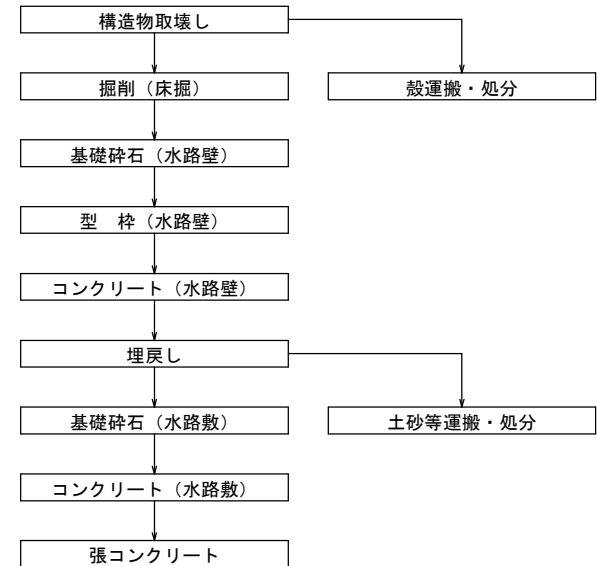 構造物取壊し
掘削（床掘）
殻運搬・処分
基礎砕石（水路壁）
型　枠（水路壁）
コンクリート（水路壁）
埋戻し
基礎砕石（水路敷）
土砂等運搬・処分
コンクリート（水路敷）
張コンクリート